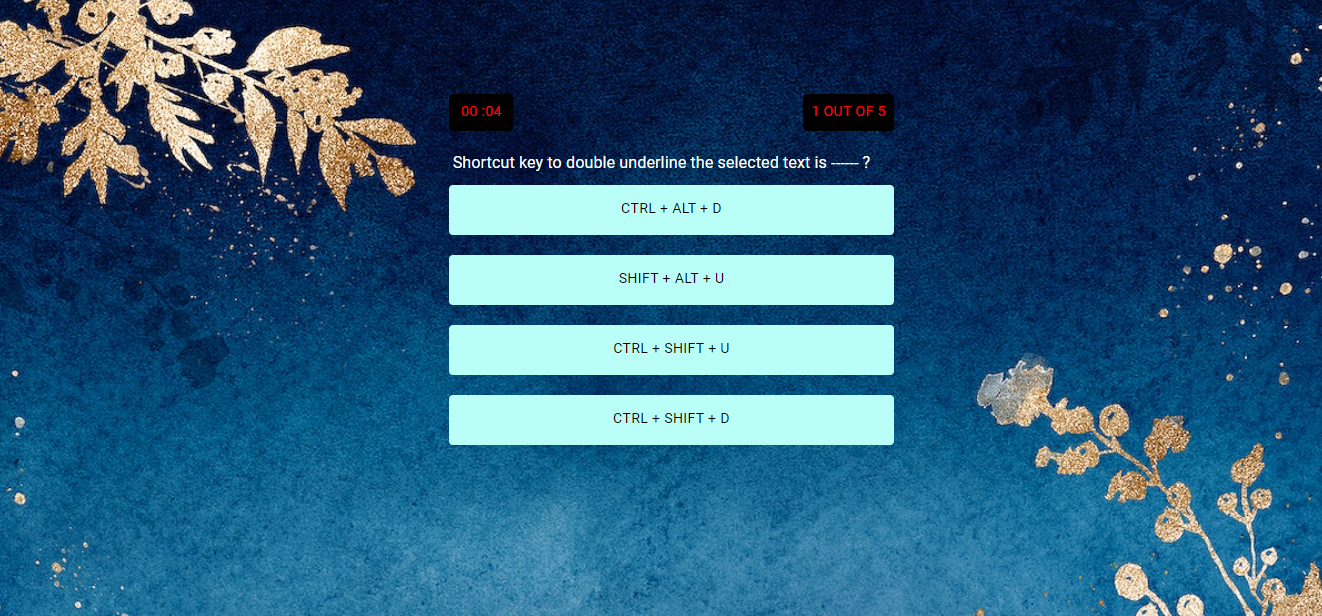 00 :04
1 OUT OF 5
Shortcut key to double underline the selected text is ------ ?
CTRL + ALT + D
SHIFT + ALT + U
CTRL + SHIFT + U
CTRL + SHIFT + D